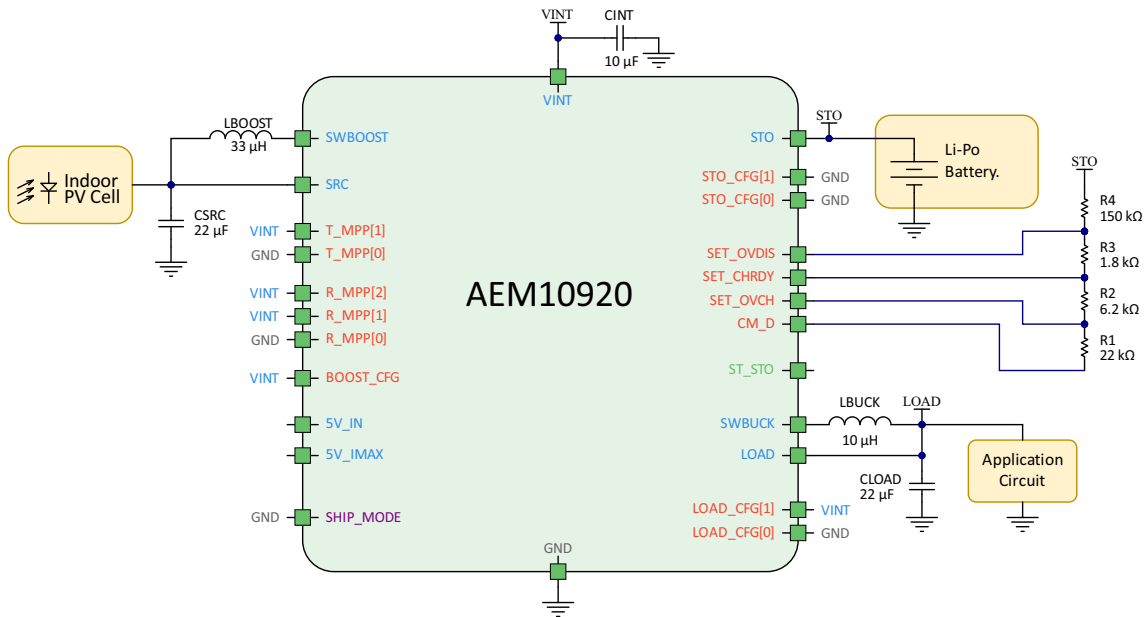 VINT
CINT
10 µF
VINT
LBOOST
33 µH
SWBOOST
Indoor
PV Cell
SRC
CSRC
22 µF
VINT
T_MPP[1]
GND
T_MPP[0]
VINT
R_MPP[2]
VINT
R_MPP[1]
GND
R_MPP[0]
VINT
BOOST_CFG
5V_IN
5V_IMAX
GND
SHIP_MODE
AEM10920
GND
STO
STO
Li-Po
Battery.
STO_CFG[1]
GND
STO_CFG[0]
GND
STO
R4
150 kΩ
SET_OVDIS
R3
1.8 kΩ
SET_CHRDY
R2
6.2 kΩ
SET_OVCH
CM_D
R1
22 kΩ
ST_STO
LBUCK
10 µH
LOAD
SWBUCK
LOAD
CLOAD
22 µF
Application
Circuit
LOAD_CFG[1]
VINT
LOAD_CFG[0]
GND